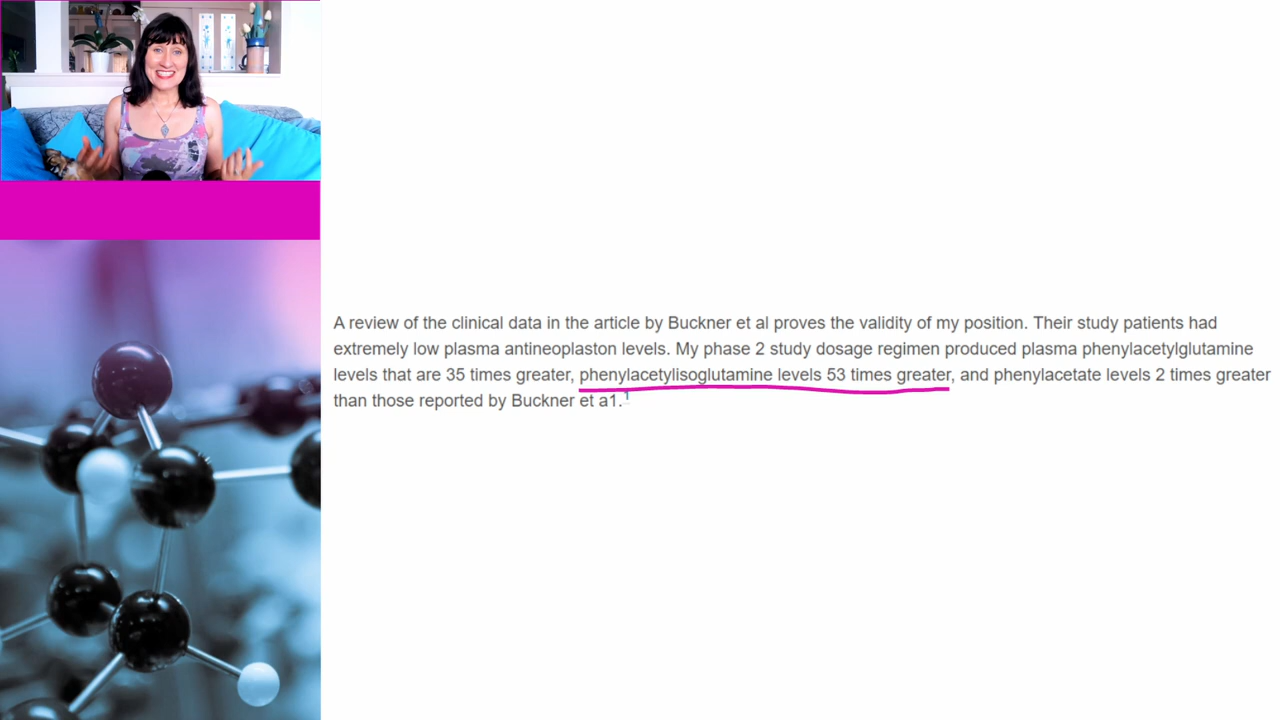 A review of the clinical data in the article by Buckner et al proves the validity of my position. Their study patients had
extremely low plasma antineoplaston levels. My phase 2 study dosage regimen produced plasma phenylacetylglutamine
levels that are 35 times greater, phenylacetylisoglutamine levels 53 times greater, and phenylacetate levels 2 times greater
than those reported by Buckner et a1.1